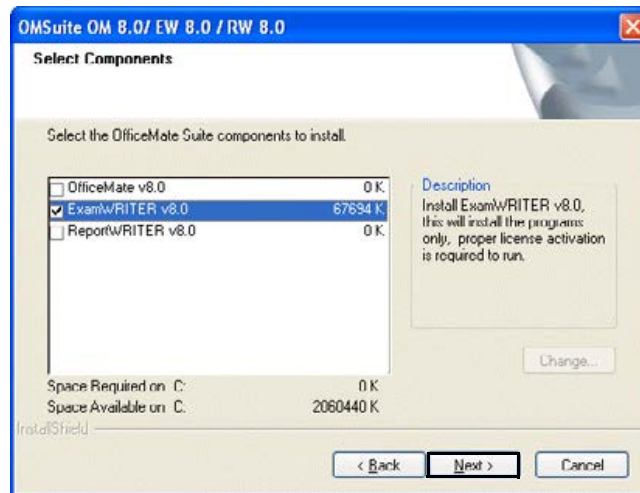 OMSuite OM 8.0/ EW 8.0 / RW 8.0
Select Components
Select the OfficeMate Suite components to install.
OfficeMate v8.0 0 K
ExamWRITER v8.0 67694 K
ReportWRITER v8.0 0 K
Description
Install ExamWRITER v8.0,
this will install the programs
only, proper license activation
is required to run.
Change...
Space Required on C: 0 K
Space Available on C: 2060440 K
InstallShield
< Back Next > Cancel